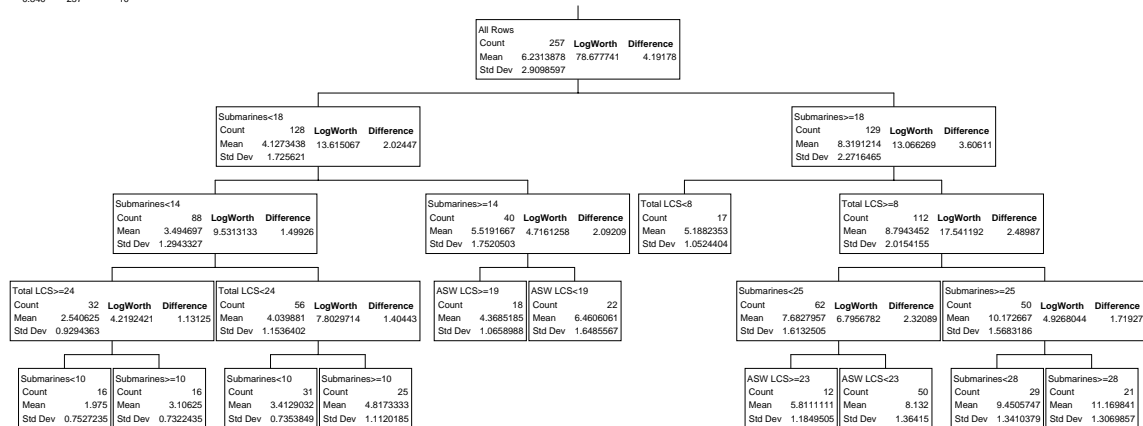 All Rows
Count 257 LogWorth Difference
Mean 6.2313878 78.677741 4.19178
Std Dev 2.9098597
Submarines<18
Count 128 LogWorth Difference
Mean 4.1273438 13.615067 2.02447
Std Dev 1.725621
Submarines>=18
Count 129 LogWorth Difference
Mean 8.3191214 13.066269 3.60611
Std Dev 2.2716465
Submarines<14
Count 88 LogWorth Difference
Mean 3.494697 9.5313133 1.49926
Std Dev 1.2943327
Submarines>=14
Count 40 LogWorth Difference
Mean 5.5191667 4.7161258 2.09209
Std Dev 1.7520503
Total LCS<8
Count 17
Mean 5.1882353
Std Dev 1.0524404
Total LCS>=8
Count 112 LogWorth Difference
Mean 8.7943452 17.541192 2.48987
Std Dev 2.0154155
Total LCS>=24
Count 32 LogWorth Difference
Mean 2.540625 4.2192421 1.13125
Std Dev 0.9294363
Total LCS<24
Count 56 LogWorth Difference
Mean 4.039881 7.8029714 1.40443
Std Dev 1.1536402
ASW LCS>=19
Count 18
Mean 4.3685185
Std Dev 1.0658988
ASW LCS<19
Count 22
Mean 6.4606061
Std Dev 1.6485567
Submarines<25
Count 62 LogWorth Difference
Mean 7.6827957 6.7956782 2.32089
Std Dev 1.6132505
Submarines>=25
Count 50 LogWorth Difference
Mean 10.172667 4.9268044 1.71927
Std Dev 1.5683186
Submarines<10
Count 16
Mean 1.975
Std Dev 0.7527235
Submarines>=10
Count 16
Mean 3.10625
Std Dev 0.7322435
Submarines<10
Count 31
Mean 3.4129032
Std Dev 0.7353849
Submarines>=10
Count 25
Mean 4.8173333
Std Dev 1.1120185
ASW LCS>=23
Count 12
Mean 5.8111111
Std Dev 1.1849505
ASW LCS<23
Count 50
Mean 8.132
Std Dev 1.36415
Submarines<28
Count 29
Mean 9.4505747
Std Dev 1.3410379
Submarines>=28
Count 21
Mean 11.169841
Std Dev 1.3069857